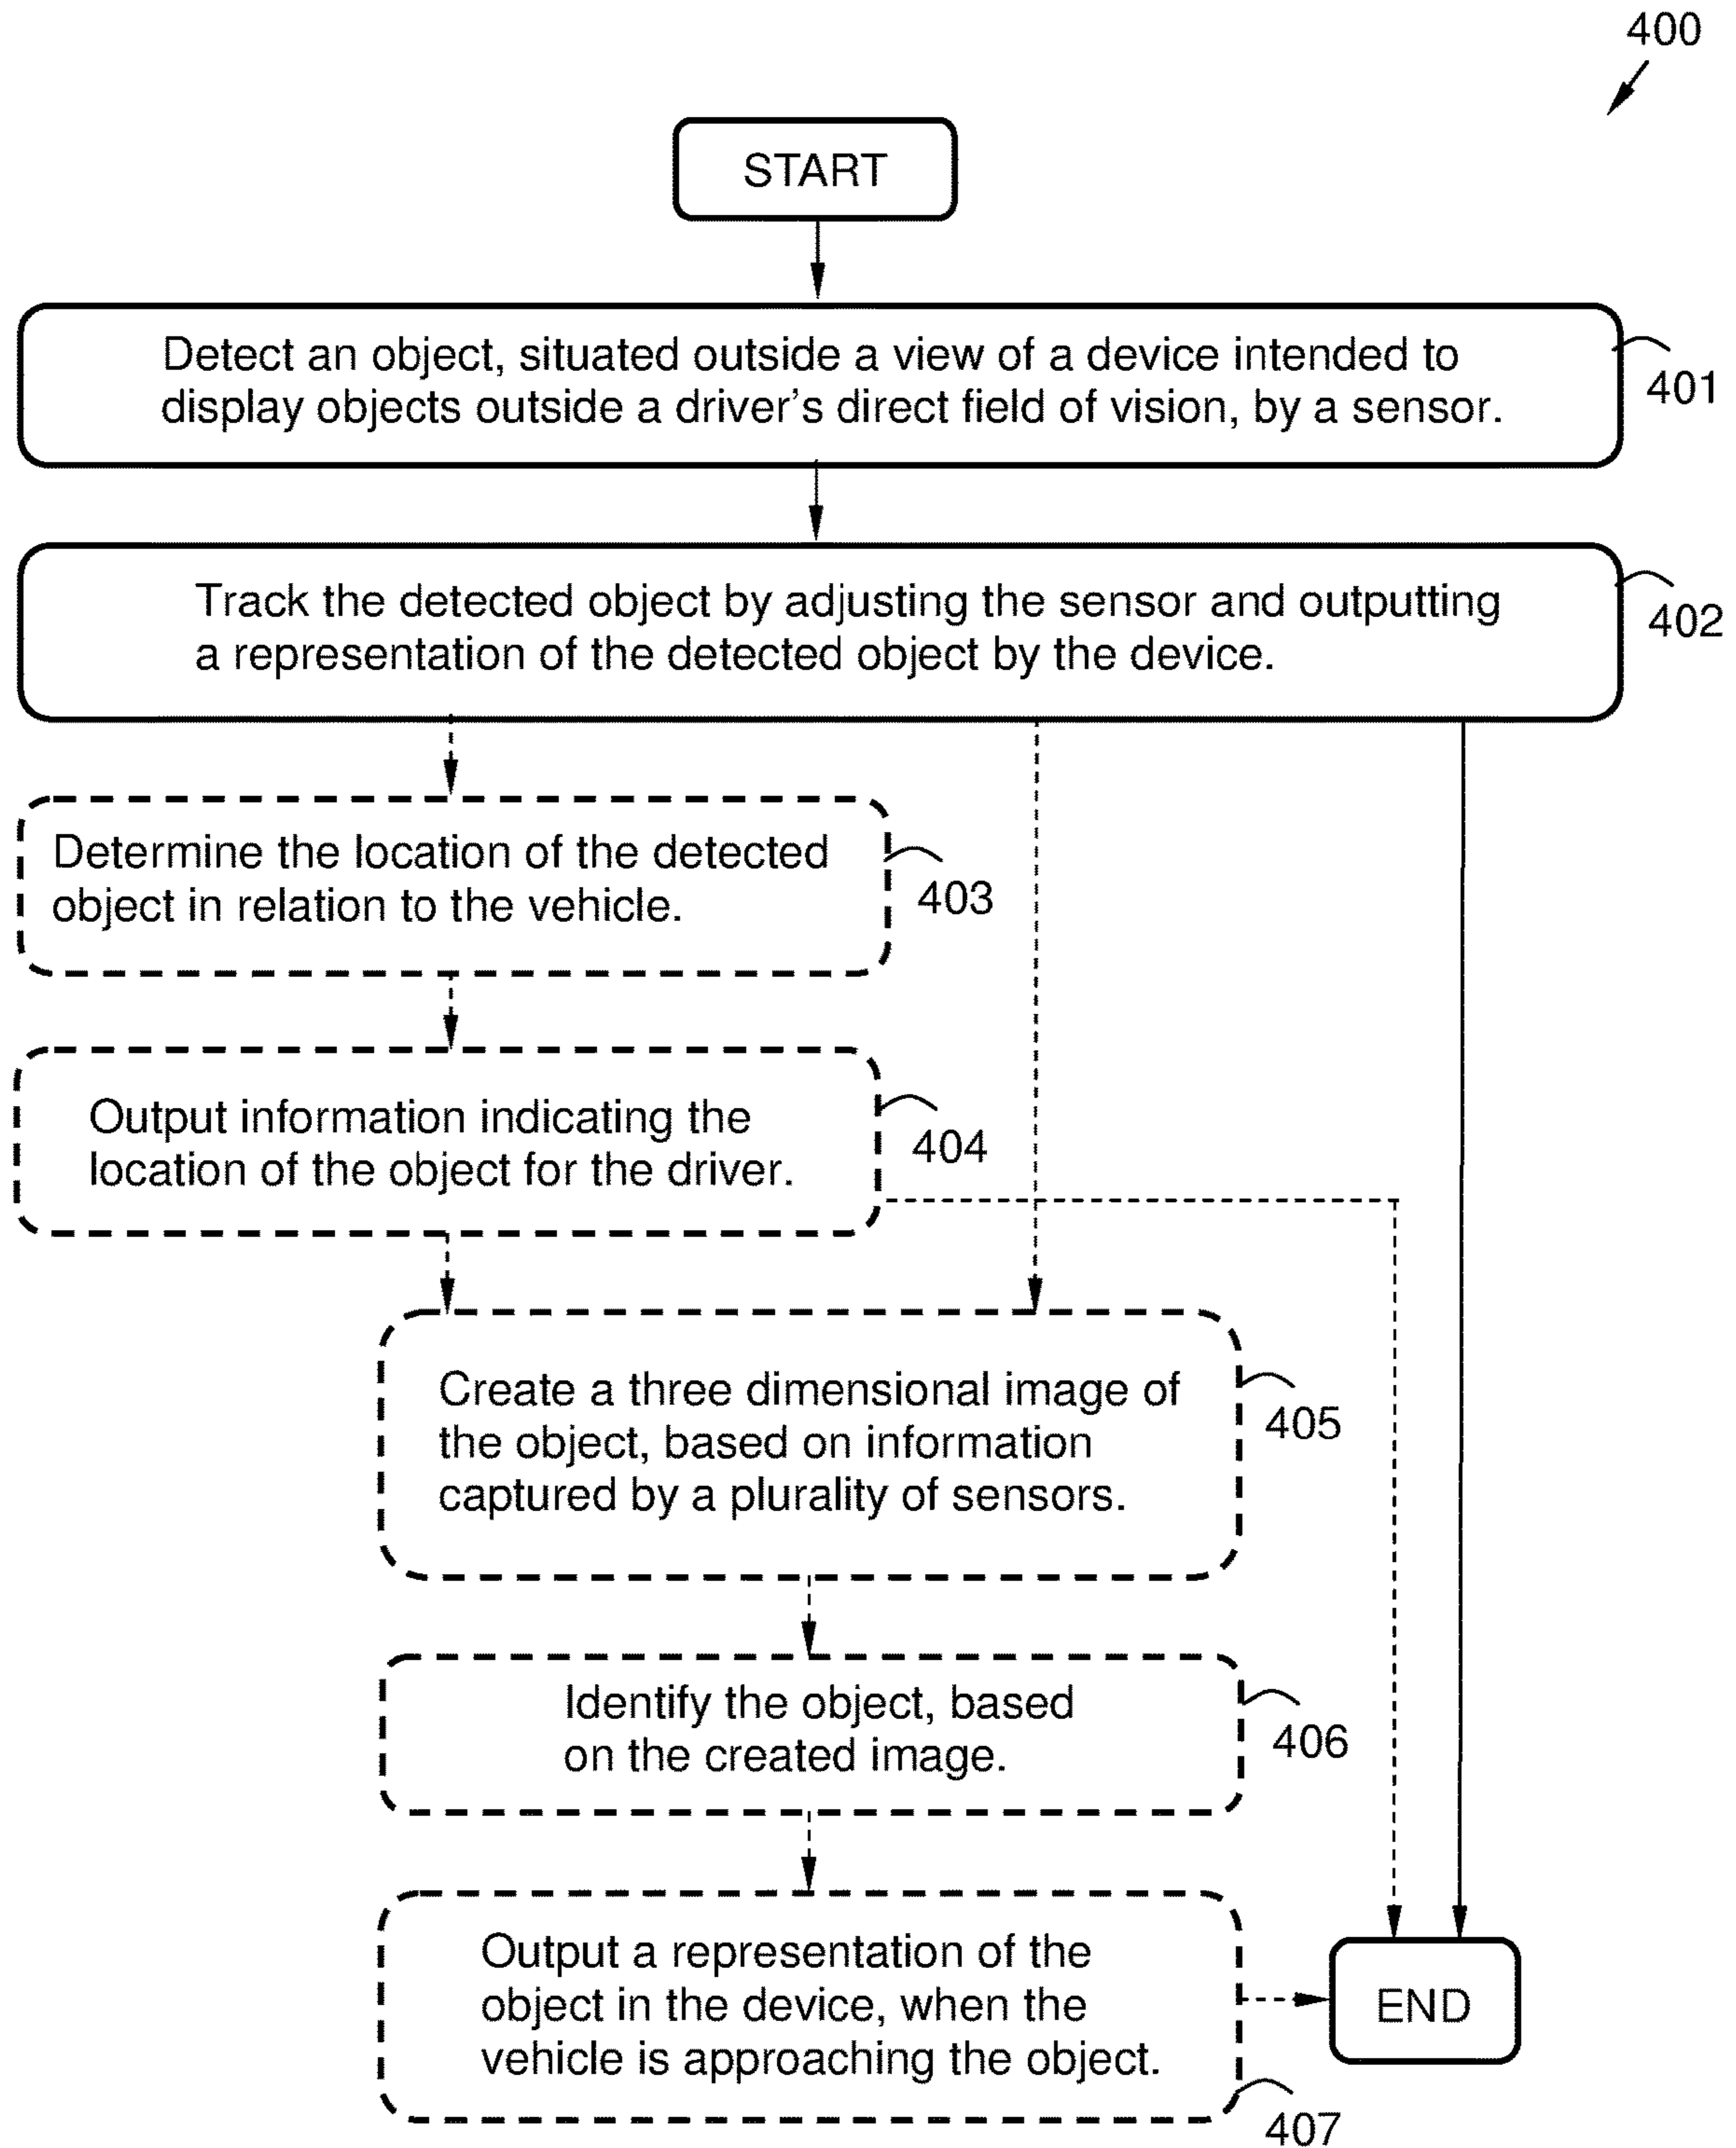 400
START
Detect an object, situated outside a view of a device intended to
display objects outside a driver's direct field of vision, by a sensor.
401
Track the detected object by adjusting the sensor and outputting
a representation of the detected object by the device.
402
Determine the location of the detected
object in relation to the vehicle.
403
Output information indicating the
location of the object for the driver.
404
Create a three dimensional image of
the object, based on information
captured by a plurality of sensors.
405
Identify the object, based
on the created image.
406
Output a representation of the
object in the device, when the
vehicle is approaching the object.
END
407